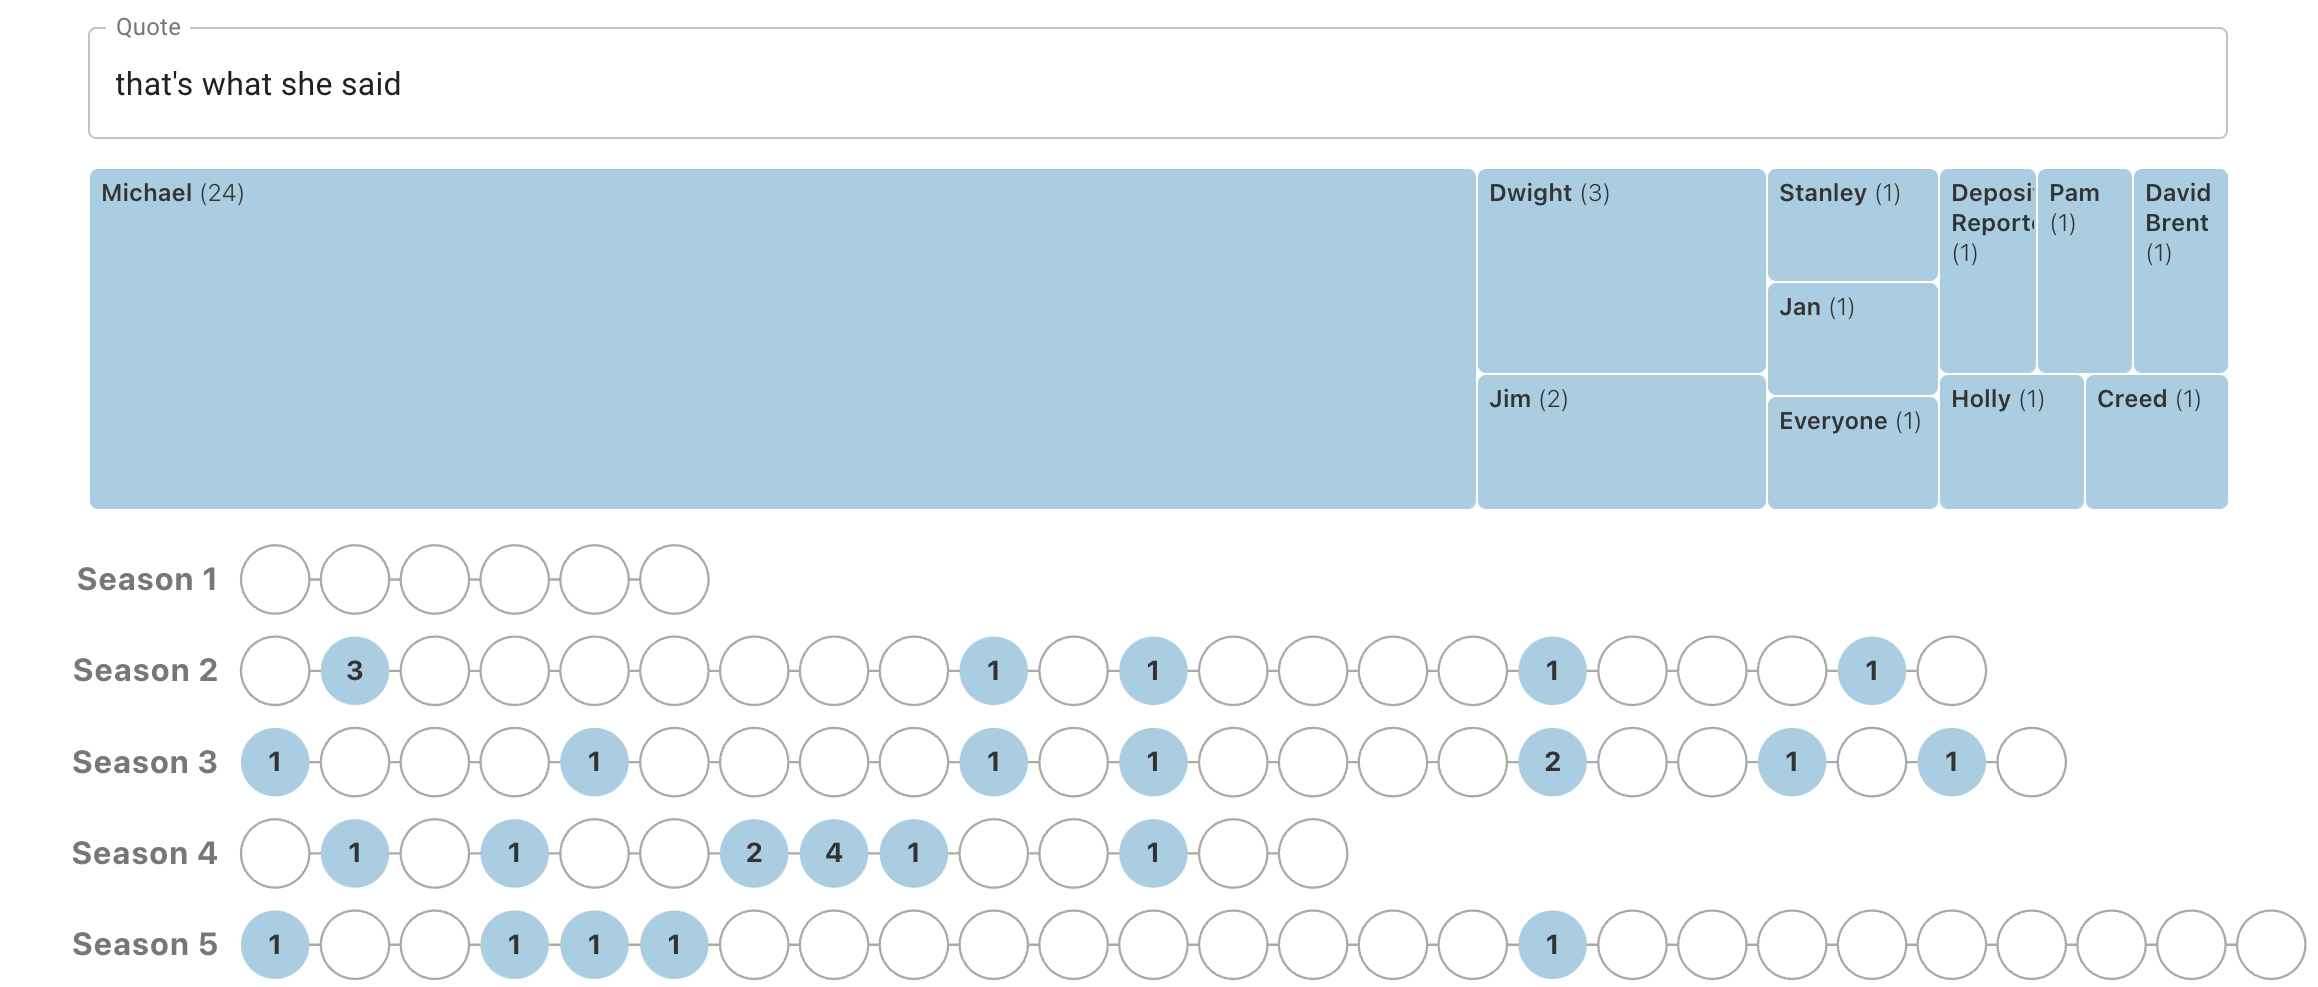 Quote
that's what she said
Michael (24)
Dwight (3)
Jim (2)
Stanley (1)
Jan (1)
Everyone (1)
Deposi
Report
(1)
Pam
(1)
David
Brent
(1)
Holly (1)
Creed (1)
Season 1
Season 2 3 1 1 1 1
Season 3 1 1 1 1 2 1 1
Season 4 1 1 2 4 1 1
Season 5 1 1 1 1 1